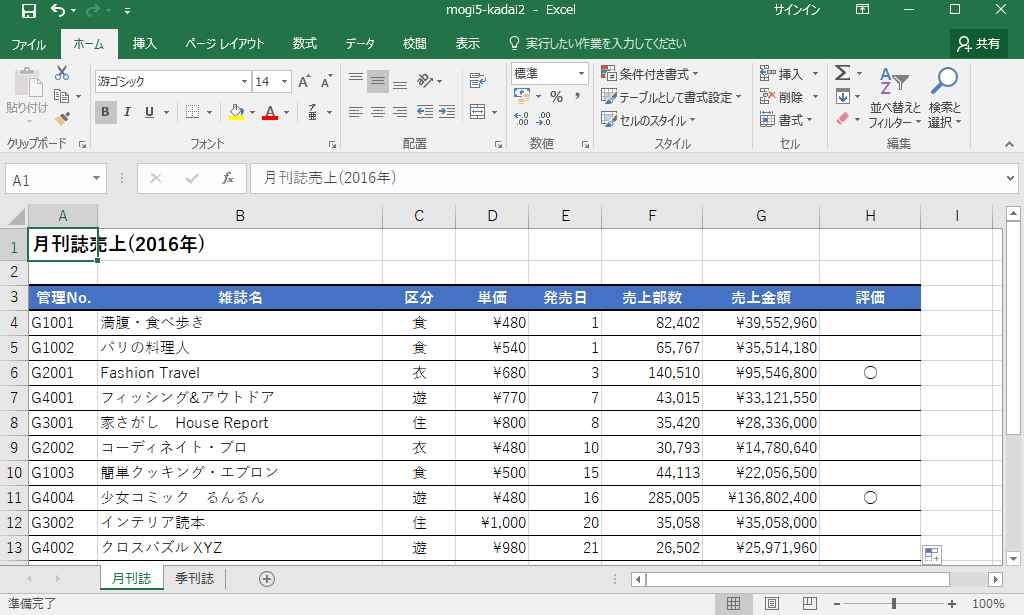 mogi5-kadai2 - Excel
サインイン
ファイル ホーム 挿入 ページ レイアウト 数式 データ 校閲 表示 実行したい作業を入力してください 共有
貼り付け
クリップボード
游ゴシック 14
B I U
フォント
配置
標準
数値
条件付き書式
テーブルとして書式設定
セルのスタイル
スタイル
挿入
削除
書式
セル
並べ替えと フィルター
検索と 選択
編集
A1 fx 月刊誌売上(2016年)
A B C D E F G H I
1 月刊誌売上(2016年)
2
3 管理No. 雑誌名 区分 単価 発売日 売上部数 売上金額 評価
4 G1001 満腹・食べ歩き 食 ¥480 1 82,402 ¥39,552,960
5 G1002 パリの料理人 食 ¥540 1 65,767 ¥35,514,180
6 G2001 Fashion Travel 衣 ¥680 3 140,510 ¥95,546,800 ○
7 G4001 フィッシング&アウトドア 遊 ¥770 7 43,015 ¥33,121,550
8 G3001 家さがし　House Report 住 ¥800 8 35,420 ¥28,336,000
9 G2002 コーディネイト・プロ 衣 ¥480 10 30,793 ¥14,780,640
10 G1003 簡単クッキング・エプロン 食 ¥500 15 44,113 ¥22,056,500
11 G4004 少女コミック　るんるん 遊 ¥480 16 285,005 ¥136,802,400 ○
12 G3002 インテリア読本 住 ¥1,000 20 35,058 ¥35,058,000
13 G4002 クロスパズル XYZ 遊 ¥980 21 26,502 ¥25,971,960
月刊誌 季刊誌
準備完了 100%